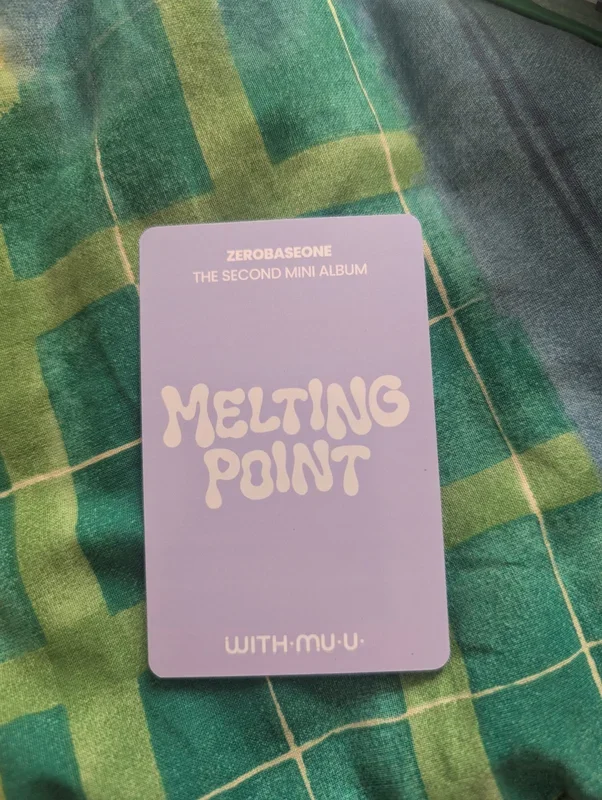 ZEROBASEONE
THE SECOND MINI ALBUM
MELTING
POINT
WITH·MU·U·